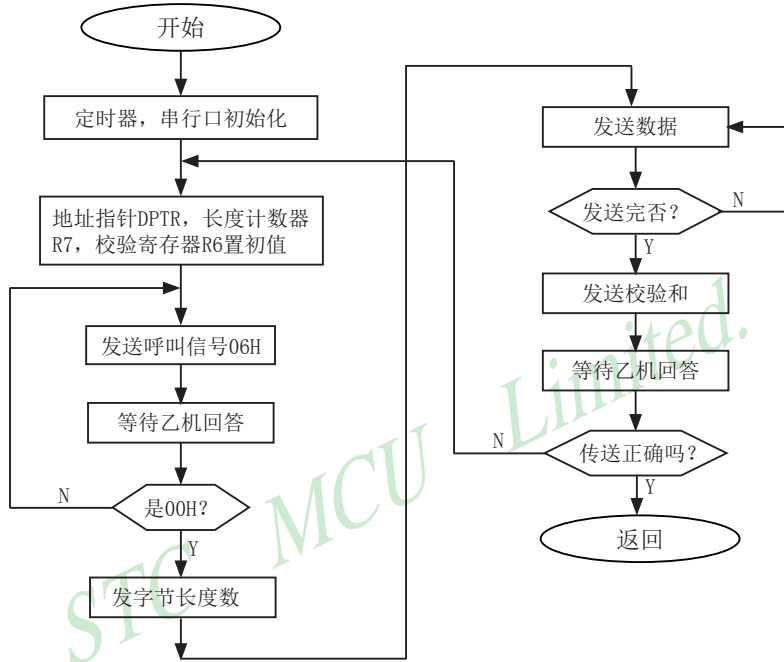 开始
定时器，串行口初始化
地址指针DPTR，长度计数器
R7，校验寄存器R6置初值
发送呼叫信号06H
等待乙机回答
是00H？
N
Y
发字节长度数
发送数据
发送完否？
N
Y
发送校验和
等待乙机回答
传送正确吗？
N
Y
返回
STC MCU Limited.